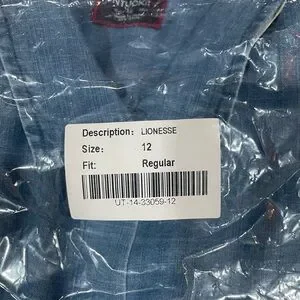 Description: LIONESSE
Size: 12
Fit: Regular
UT-14-33059-12